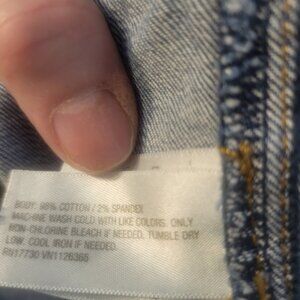 BODY: 98% COTTON / 2% SPANDEX
MACHINE WASH COLD WITH LIKE COLORS. ONLY
NON-CHLORINE BLEACH IF NEEDED. TUMBLE DRY
LOW. COOL IRON IF NEEDED.
RN17730 VN1126365